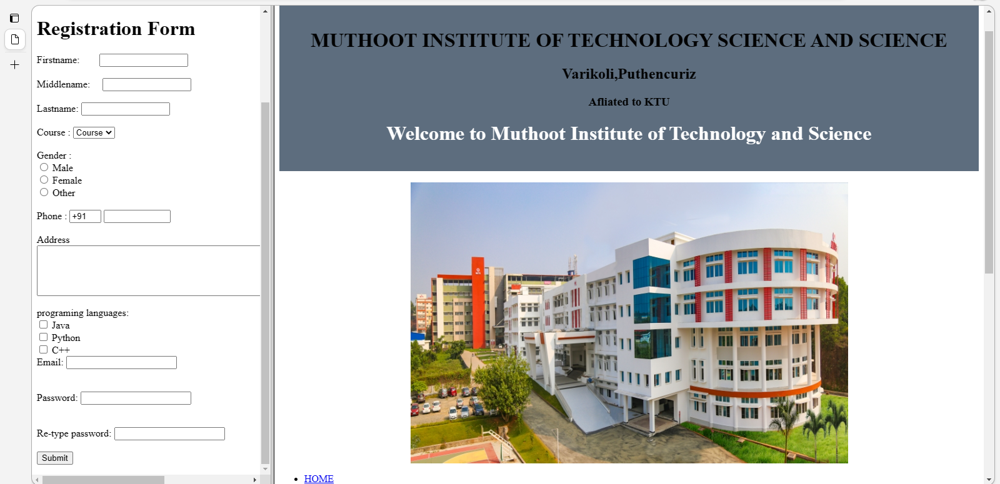 Registration Form
Firstname:
Middlename:
Lastname:
Course : Course
Gender :
Male
Female
Other
Phone : +91
Address
programing languages:
Java
Python
C++
Email:
Password:
Re-type password:
Submit
MUTHOOT INSTITUTE OF TECHNOLOGY SCIENCE AND SCIENCE
Varikoli,Puthencuriz
Afliated to KTU
Welcome to Muthoot Institute of Technology and Science
HOME